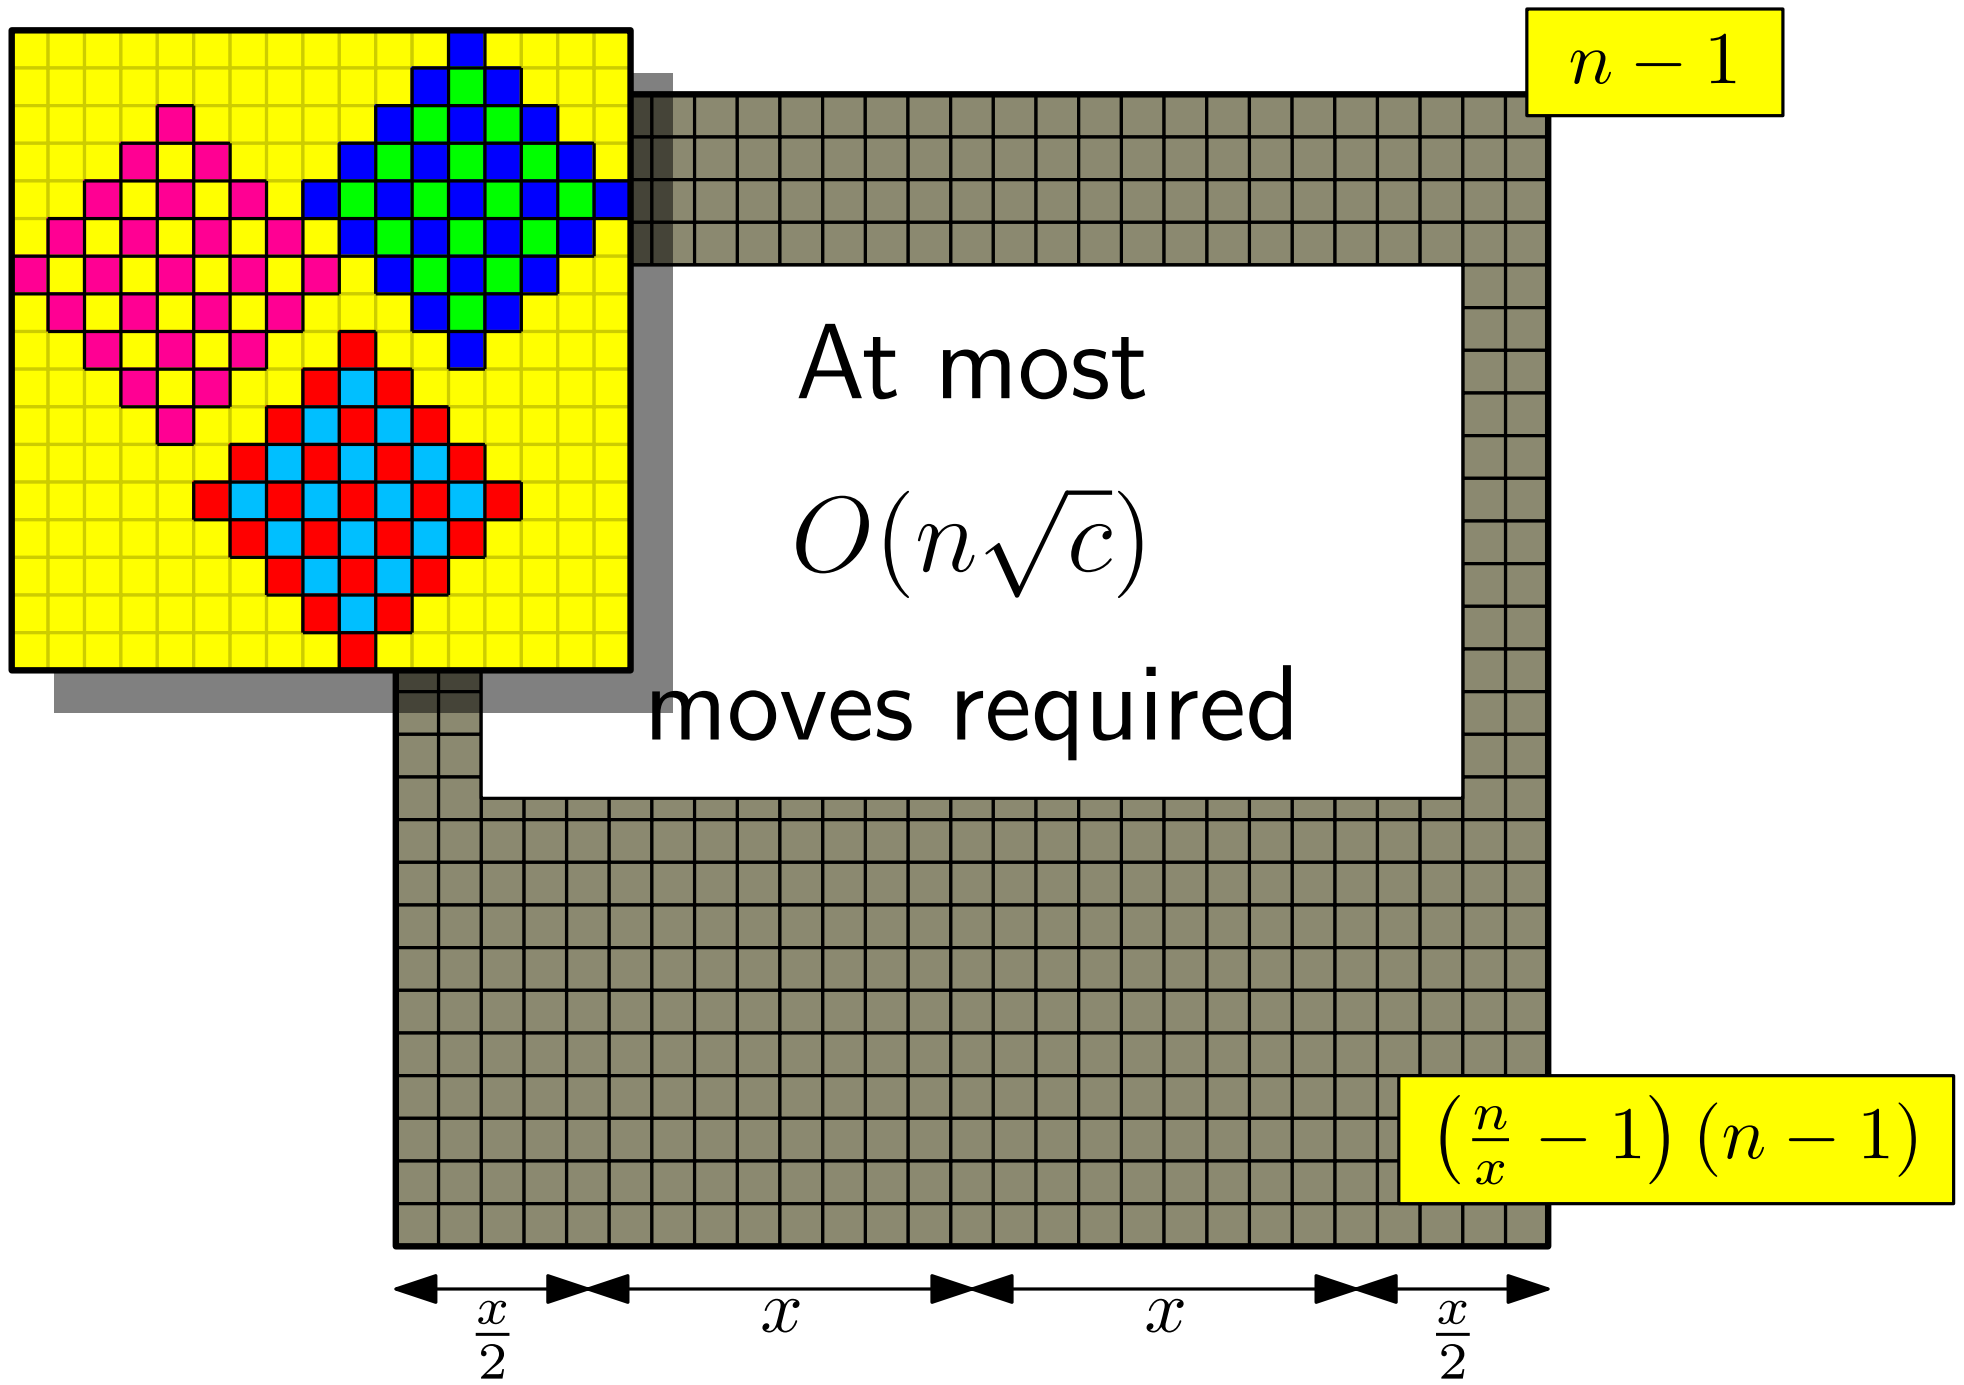 n − 1
At most
O(n√c)
moves required
(n/x − 1) (n − 1)
x/2 x x x/2